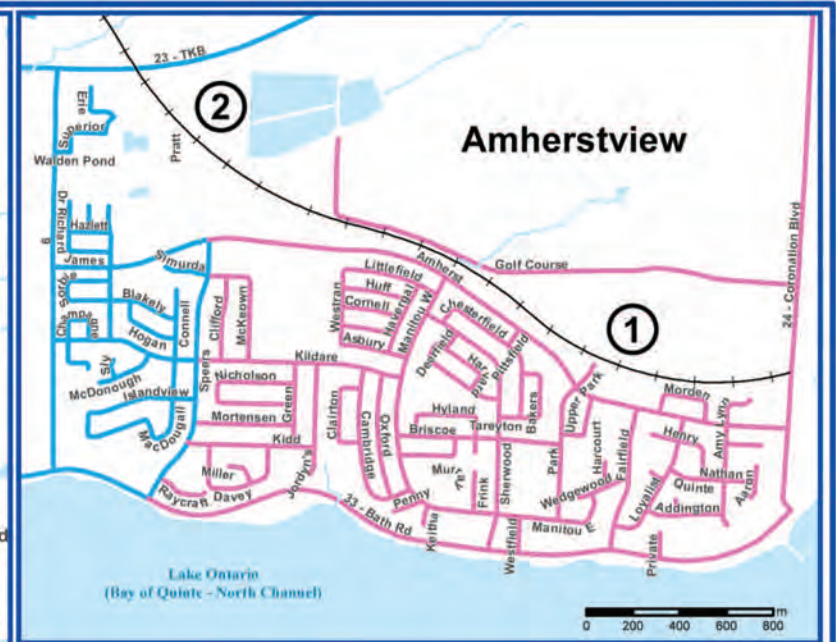 23 - TKB
Erie
Superior
Walden Pond
Pratt
2
Amherstview
Dr Richard
Hazlett
6
James
Simurda
Amherst
Golf Course
24 - Coronation Blvd
Littlefield
Huff
Cornell
Asbury
Westran
Havergal
Manitou W
Chesterfield
Blakely
Connell
Hogan
Clifford
McKeown
1
Sly
McDonough
Islandview
Speers
Kildare
Deerfield
Pittsfield
Nicholson
Mortensen
Green
Kidd
MacDougall
Clairton
Cambridge
Oxford
Hyland
Briscoe
Tareyton
Bakers
Upper Park
Morden
Amy Lynn
Henry
Miller
Raycraft
Davey
Jordyn's
33 - Bath Rd
Penny
Keitha
Frink
Sherwood
Park
Harcourt
Fairfield
Wedgewood
Manitou E
Westfield
Loyalist
Nathan
Quinte
Aaron
Addington
Private
d
Lake Ontario
(Bay of Quinte - North Channel)
m
0 200 400 600 800